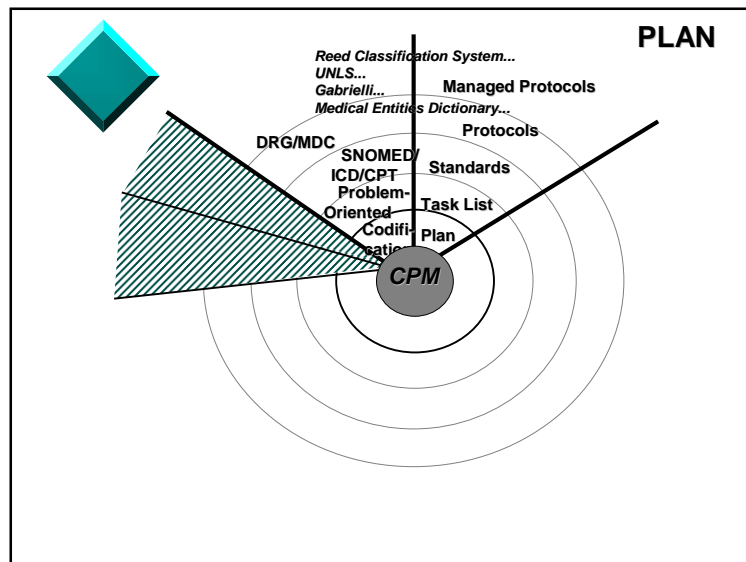 PLAN
Reed Classification System...
UNLS...
Gabrielli...
Medical Entities Dictionary...
Managed Protocols
DRG/MDC
Protocols
SNOMED/
ICD/CPT
Standards
Problem-
Oriented
Task List
Codifi-
cation
Plan
CPM